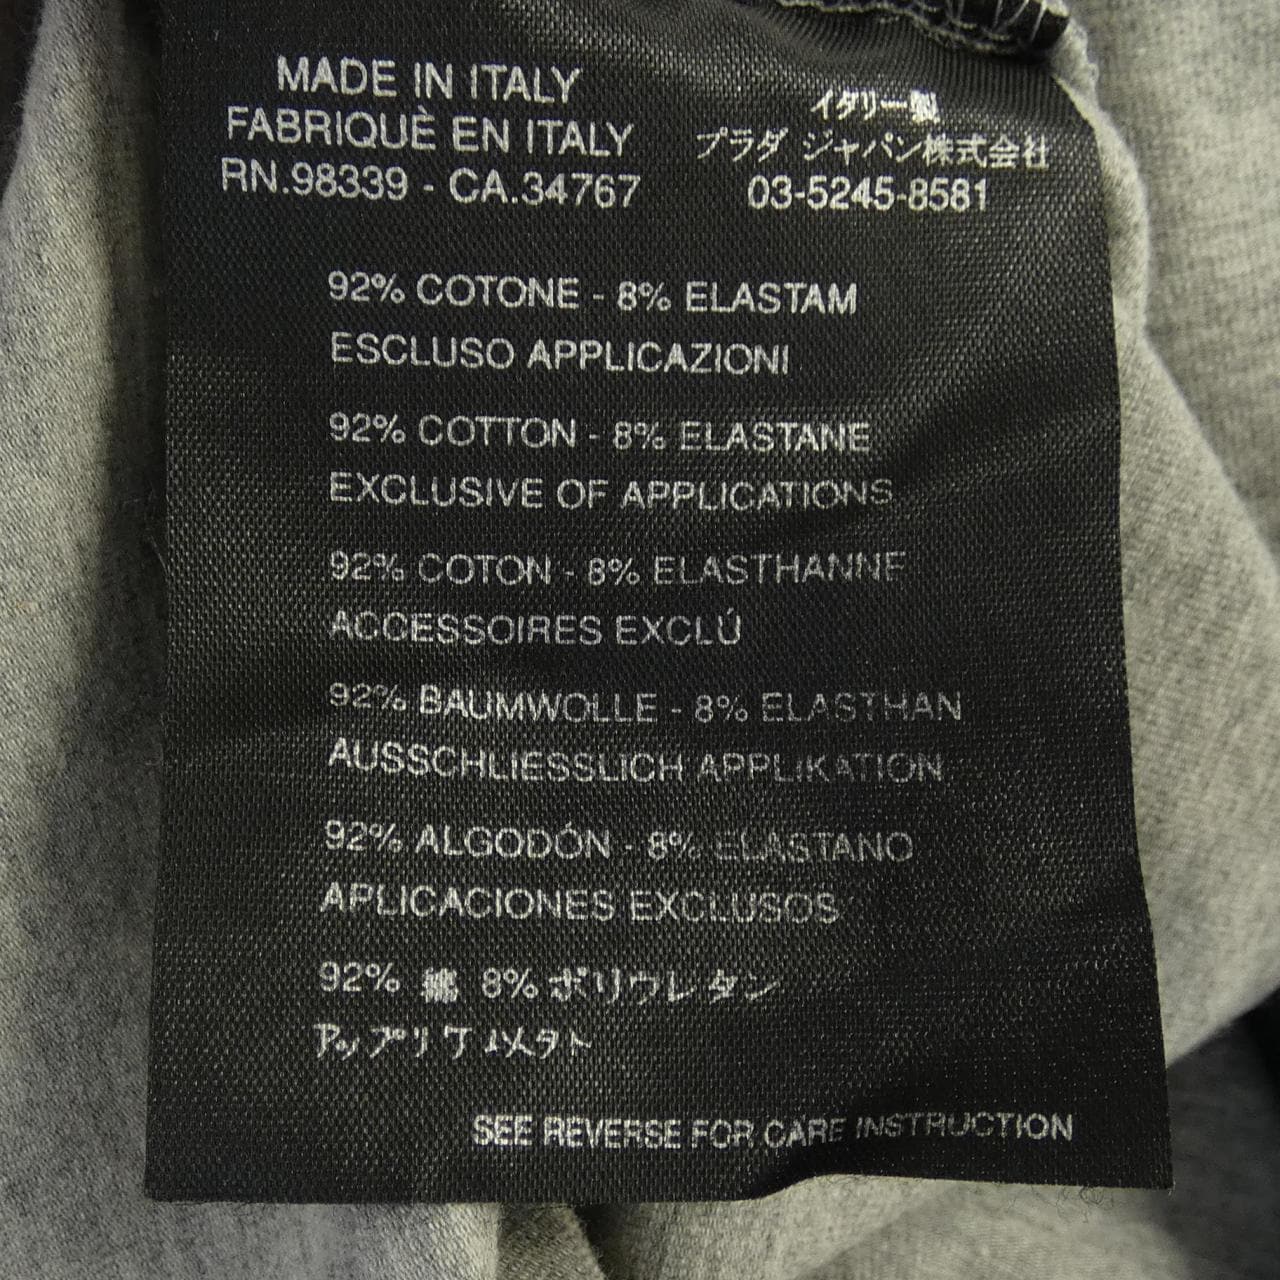 MADE IN ITALY
FABRIQUÈ EN ITALY
RN.98339 - CA.34767
イタリー製
プラダ ジャパン株式会社
03-5245-8581
92% COTONE - 8% ELASTAM
ESCLUSO APPLICAZIONI
92% COTTON - 8% ELASTANE
EXCLUSIVE OF APPLICATIONS
92% COTON - 8% ELASTHANNE
ACCESSOIRES EXCLÚ
92% BAUMWOLLE - 8% ELASTHAN
AUSSCHLIESSLICH APPLIKATION
92% ALGODÓN - 8% ELASTANO
APLICACIONES EXCLUSOS
92% 綿 8% ポリウレタン
SEE REVERSE FOR CARE INSTRUCTION